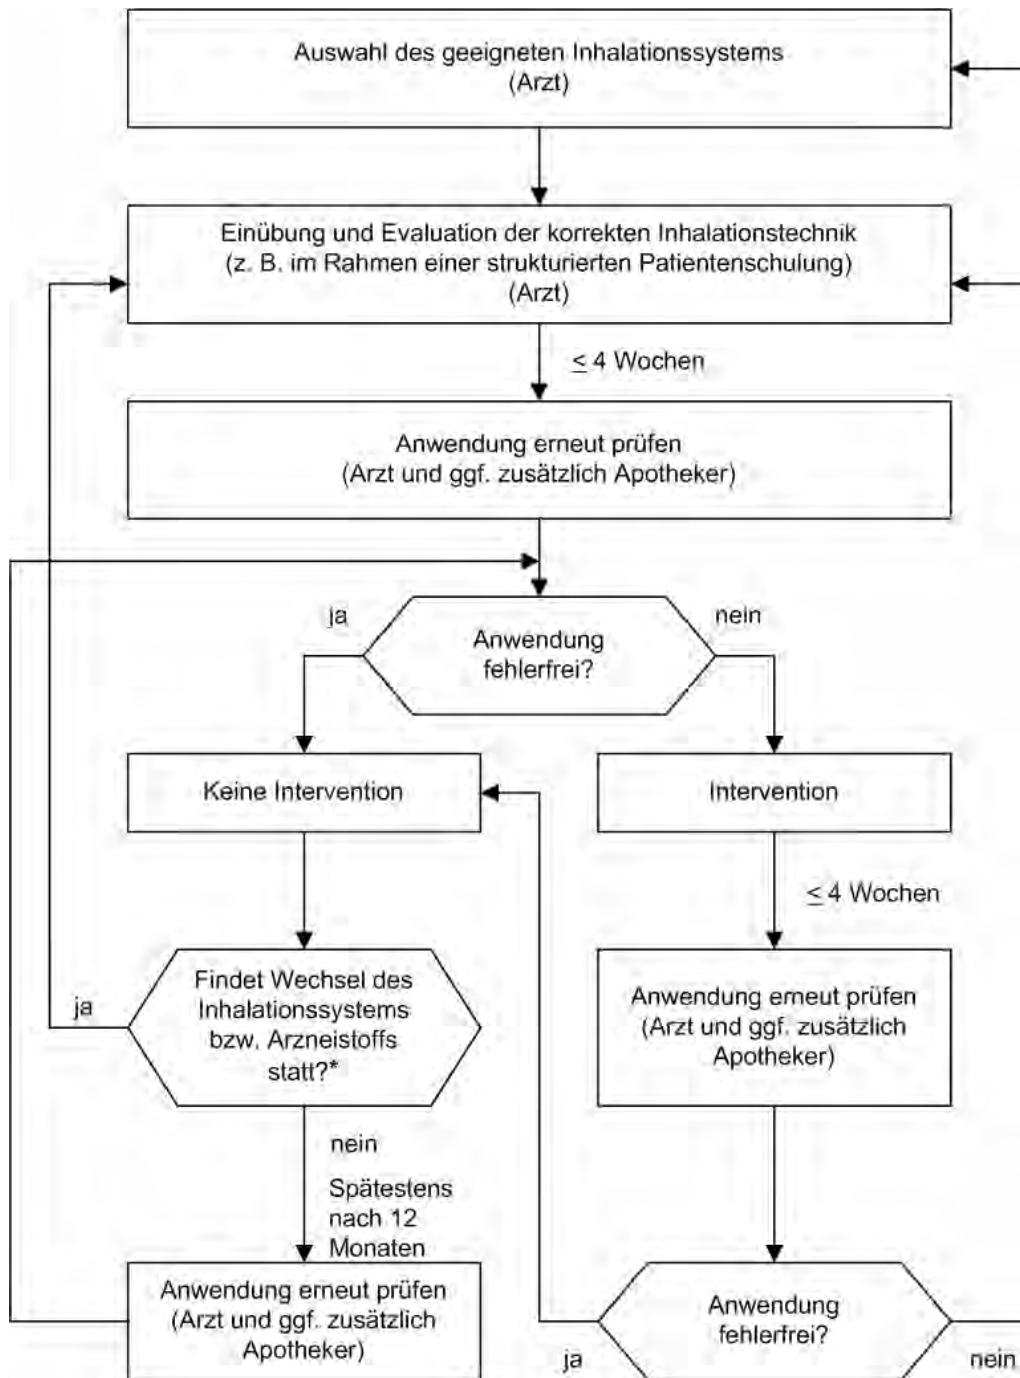 Auswahl des geeigneten Inhalationssystems
(Arzt)
Einübung und Evaluation der korrekten Inhalationstechnik
(z. B. im Rahmen einer strukturierten Patientenschulung)
(Arzt)
≤ 4 Wochen
Anwendung erneut prüfen
(Arzt und ggf. zusätzlich Apotheker)
ja
nein
Anwendung
fehlerfrei?
Keine Intervention
Intervention
≤ 4 Wochen
ja
Findet Wechsel des
Inhalationssystems
bzw. Arzneistoffs
statt?*
Anwendung erneut prüfen
(Arzt und ggf. zusätzlich
Apotheker)
nein
Spätestens
nach 12
Monaten
Anwendung erneut prüfen
(Arzt und ggf. zusätzlich
Apotheker)
Anwendung
fehlerfrei?
ja
nein